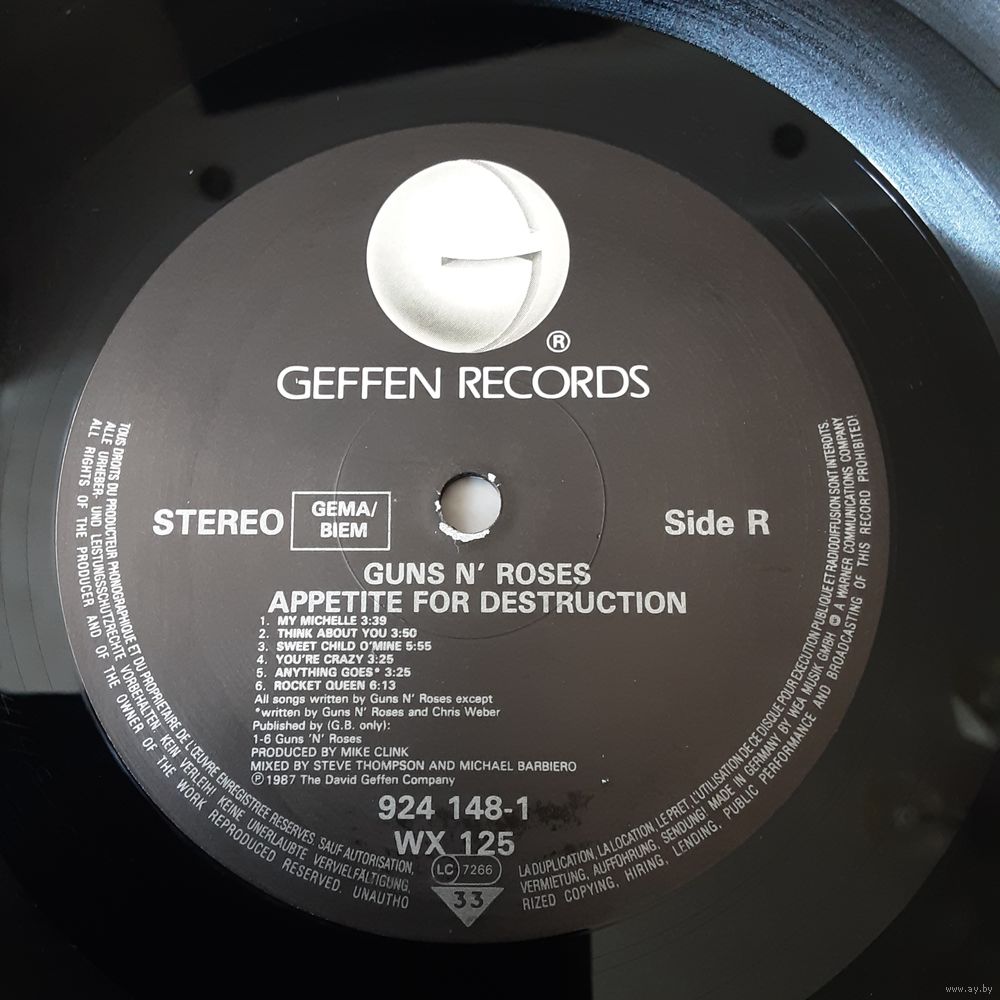 ®
GEFFEN RECORDS
STEREO
GEMA/
BIEM
Side R
GUNS N' ROSES
APPETITE FOR DESTRUCTION
1. MY MICHELLE 3:39
2. THINK ABOUT YOU 3:50
3. SWEET CHILD O'MINE 5:55
4. YOU'RE CRAZY 3:25
5. ANYTHING GOES* 3:25
6. ROCKET QUEEN 6:13
All songs written by Guns N' Roses except
*written by Guns N' Roses and Chris Weber
Published by (G.B. only):
1-6 Guns 'N' Roses
PRODUCED BY MIKE CLINK
MIXED BY STEVE THOMPSON AND MICHAEL BARBIERO
℗ 1987 The David Geffen Company
924 148-1
WX 125
LC 7266
33
TOUS DROITS DU PRODUCTEUR PHONOGRAPHIQUE ET DU PROPRIETAIRE DE L'ŒUVRE ENREGISTREE RESERVES. SAUF AUTORISATION, LA DUPLICATION, LA LOCATION, LE PRET, L'UTILISATION DE CE DISQUE POUR EXECUTION PUBLIQUE ET RADIODIFFUSION SONT INTERDITS.
ALLE URHEBER- UND LEISTUNGSSCHUTZRECHTE VORBEHALTEN. KEIN VERLEIH! KEINE UNERLAUBTE VERVIELFÄLTIGUNG, VERMIETUNG, AUFFÜHRUNG, SENDUNG! MADE IN GERMANY BY WEA MUSIK GMBH A WARNER COMMUNICATIONS COMPANY
ALL RIGHTS OF THE PRODUCER AND OF THE OWNER OF THE WORK REPRODUCED RESERVED. UNAUTHORIZED COPYING, HIRING, LENDING, PUBLIC PERFORMANCE AND BROADCASTING OF THIS RECORD PROHIBITED!
www.ay.by